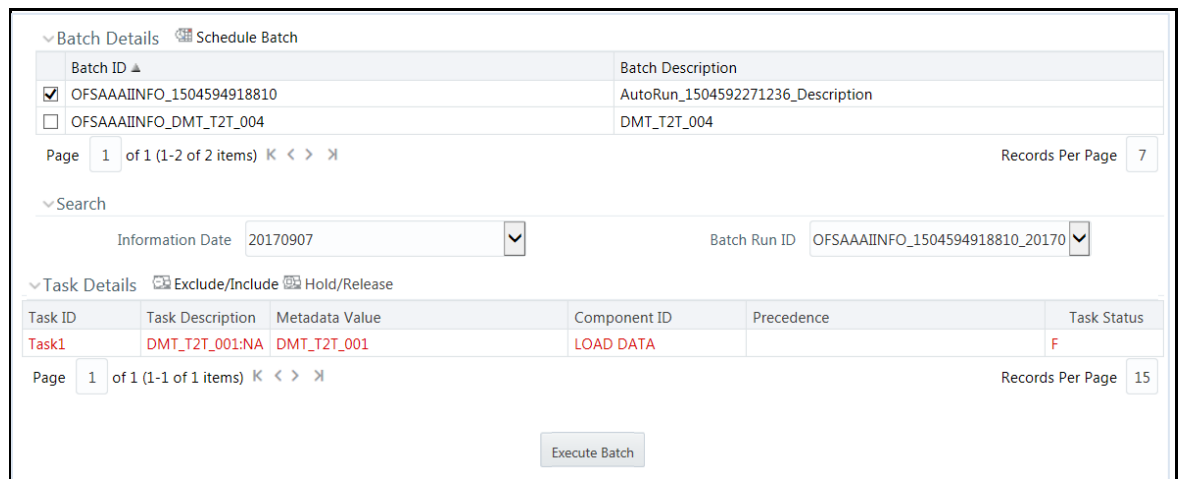 Batch Details Schedule Batch
Batch ID Batch Description
OFSAAAIINFO_1504594918810 AutoRun_1504592271236_Description
OFSAAAIINFO_DMT_T2T_004 DMT_T2T_004
Page 1 of 1 (1-2 of 2 items) Records Per Page 7
Search
Information Date 20170907 Batch Run ID OFSAAAIINFO_1504594918810_20170
Task Details Exclude/Include Hold/Release
Task ID Task Description Metadata Value Component ID Precedence Task Status
Task1 DMT_T2T_001:NA DMT_T2T_001 LOAD DATA F
Page 1 of 1 (1-1 of 1 items) Records Per Page 15
Execute Batch